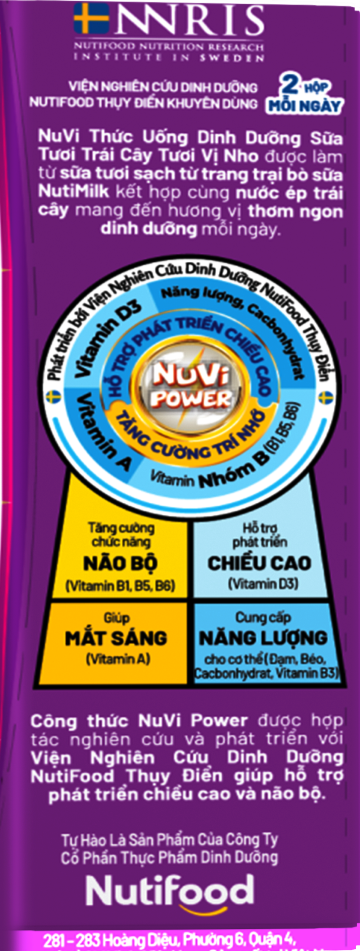 NNRIS
NUTIFOOD NUTRITION RESEARCH
INSTITUTE IN SWEDEN
VIỆN NGHIÊN CỨU DINH DƯỠNG
NUTIFOOD THỤY ĐIỂN KHUYÊN DÙNG
2 HỘP
MỖI NGÀY
NuVi Thức Uống Dinh Dưỡng Sữa
Tươi Trái Cây Tươi Vị Nho được làm
từ sữa tươi sạch từ trang trại bò sữa
NutiMilk kết hợp cùng nước ép trái
cây mang đến hương vị thơm ngon
dinh dưỡng mỗi ngày.
Phát triển bởi Viện Nghiên Cứu Dinh Dưỡng NutiFood Thụy Điển
Vitamin D3
Năng lượng, Cacbonhydrat
HỖ TRỢ PHÁT TRIỂN CHIỀU CAO
NuVi
POWER
TĂNG CƯỜNG TRÍ NHỚ
Vitamin A
Vitamin Nhóm B (B1, B5, B6)
Tăng cường
chức năng
NÃO BỘ
(Vitamin B1, B5, B6)
Hỗ trợ
phát triển
CHIỀU CAO
(Vitamin D3)
Giúp
MẮT SÁNG
(Vitamin A)
Cung cấp
NĂNG LƯỢNG
cho cơ thể (Đạm, Béo,
Cacbonhydrat, Vitamin B3)
Công thức NuVi Power được hợp
tác nghiên cứu và phát triển với
Viện Nghiên Cứu Dinh Dưỡng
NutiFood Thụy Điển giúp hỗ trợ
phát triển chiều cao và não bộ.
Tự Hào Là Sản Phẩm Của Công Ty
Cổ Phần Thực Phẩm Dinh Dưỡng
Nutifood
281 - 283 Hoàng Diệu, Phường 6, Quận 4,